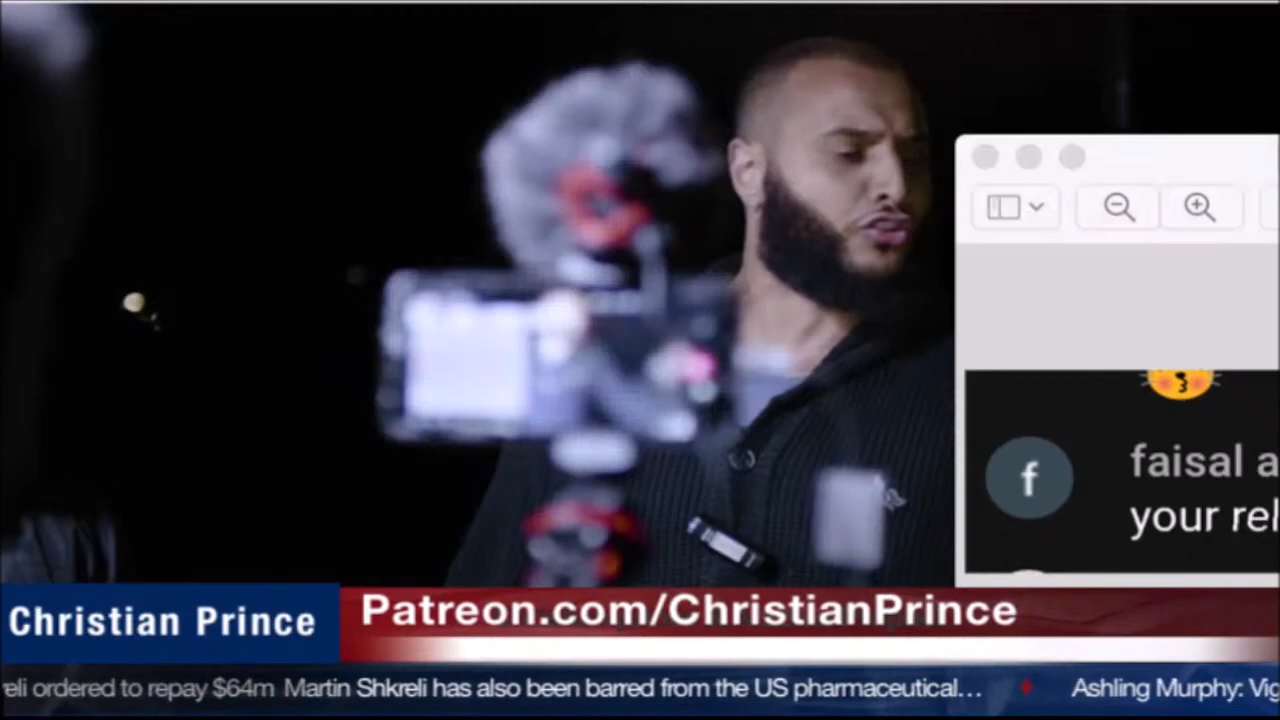 f
faisal a
your rel
Christian Prince
Patreon.com/ChristianPrince
reli ordered to repay $64m Martin Shkreli has also been barred from the US pharmaceutical… Ashling Murphy: Vig